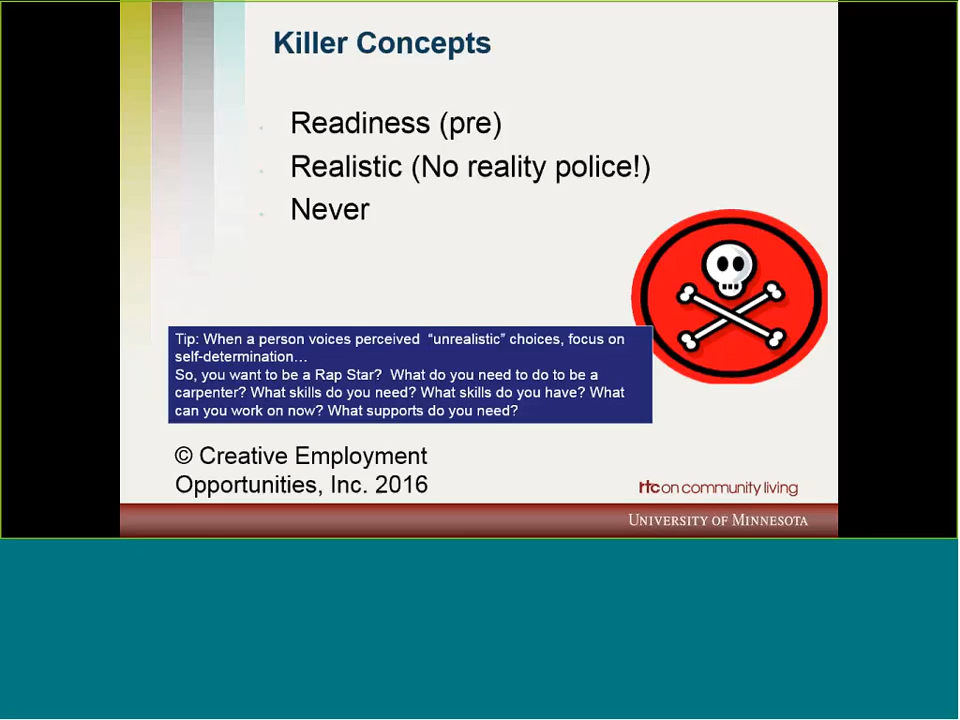 Killer Concepts
Readiness (pre)
Realistic (No reality police!)
Never
Tip: When a person voices perceived “unrealistic” choices, focus on
self-determination…
So, you want to be a Rap Star? What do you need to do to be a
carpenter? What skills do you need? What skills do you have? What
can you work on now? What supports do you need?
© Creative Employment
Opportunities, Inc. 2016
rtc on community living
UNIVERSITY OF MINNESOTA